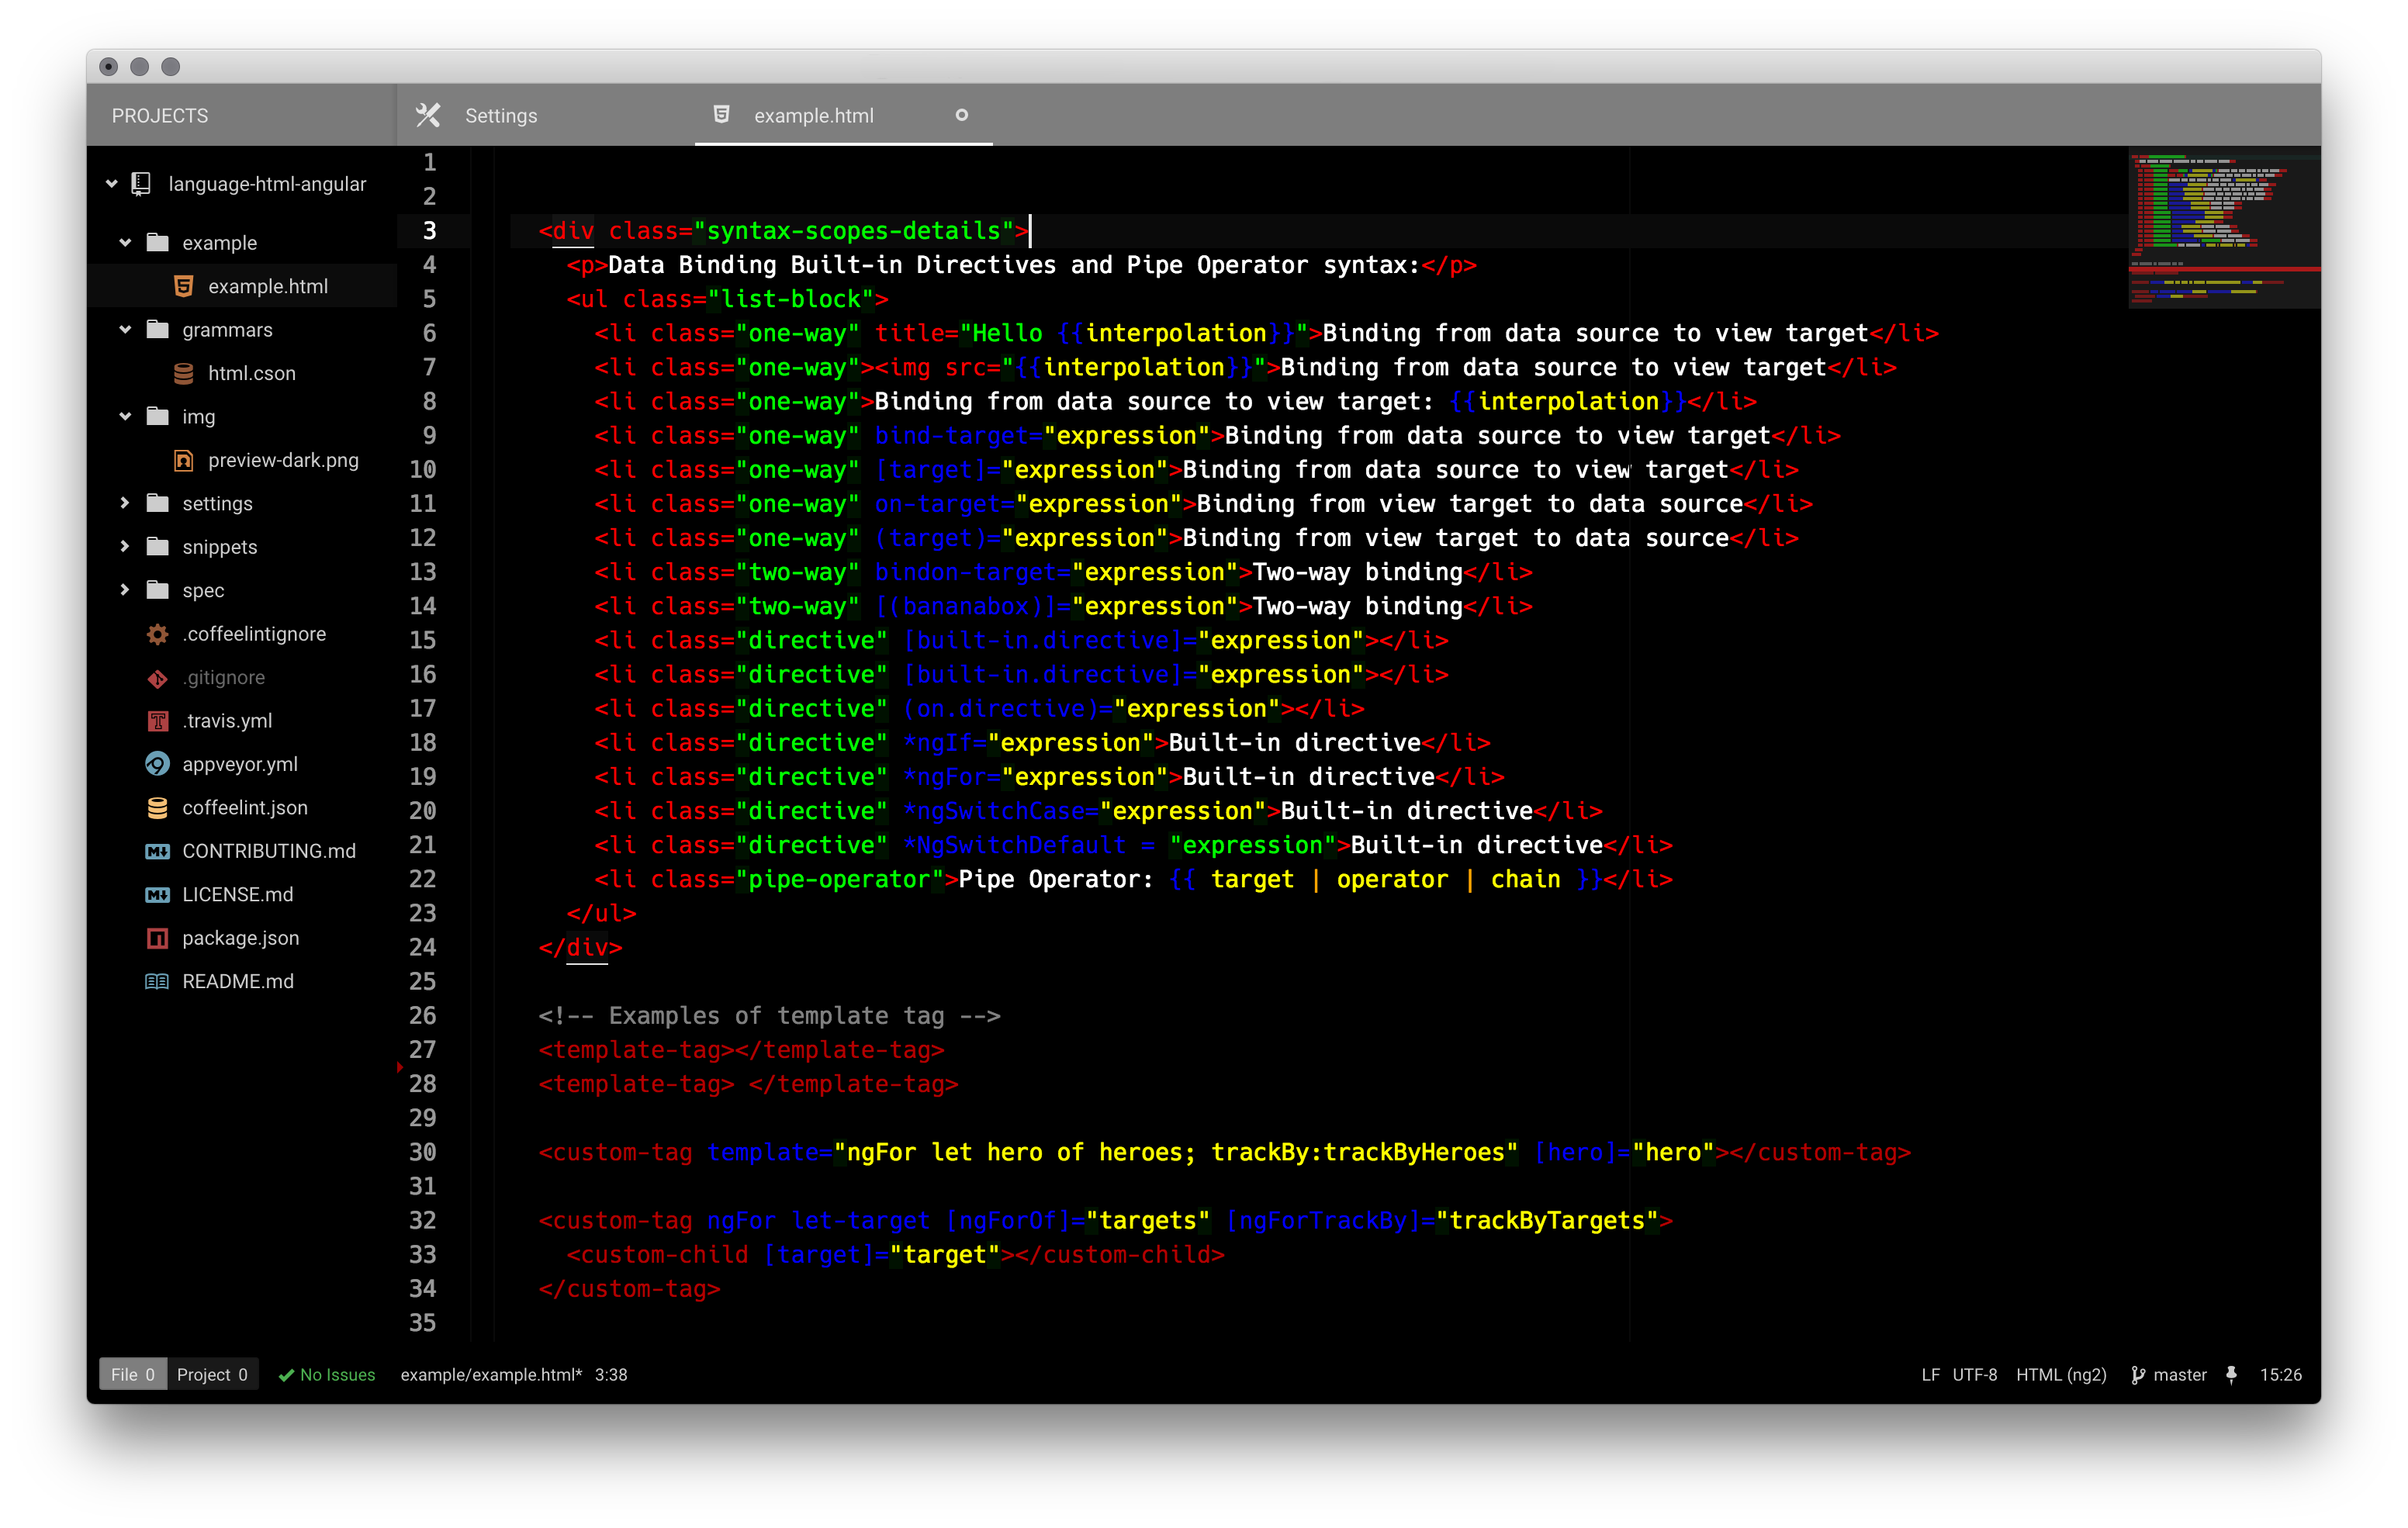 PROJECTS
Settings
example.html
language-html-angular
example
example.html
grammars
html.cson
img
preview-dark.png
settings
snippets
spec
.coffeelintignore
.gitignore
.travis.yml
appveyor.yml
coffeelint.json
CONTRIBUTING.md
LICENSE.md
package.json
README.md
1
2
3 <div class="syntax-scopes-details">
4 <p>Data Binding Built-in Directives and Pipe Operator syntax:</p>
5 <ul class="list-block">
6 <li class="one-way" title="Hello {{interpolation}}">Binding from data source to view target</li>
7 <li class="one-way"><img src="{{interpolation}}">Binding from data source to view target</li>
8 <li class="one-way">Binding from data source to view target: {{interpolation}}</li>
9 <li class="one-way" bind-target="expression">Binding from data source to view target</li>
10 <li class="one-way" [target]="expression">Binding from data source to view target</li>
11 <li class="one-way" on-target="expression">Binding from view target to data source</li>
12 <li class="one-way" (target)="expression">Binding from view target to data source</li>
13 <li class="two-way" bindon-target="expression">Two-way binding</li>
14 <li class="two-way" [(bananabox)]="expression">Two-way binding</li>
15 <li class="directive" [built-in.directive]="expression"></li>
16 <li class="directive" [built-in.directive]="expression"></li>
17 <li class="directive" (on.directive)="expression"></li>
18 <li class="directive" *ngIf="expression">Built-in directive</li>
19 <li class="directive" *ngFor="expression">Built-in directive</li>
20 <li class="directive" *ngSwitchCase="expression">Built-in directive</li>
21 <li class="directive" *NgSwitchDefault = "expression">Built-in directive</li>
22 <li class="pipe-operator">Pipe Operator: {{ target | operator | chain }}</li>
23 </ul>
24 </div>
25
26 <!-- Examples of template tag -->
27 <template-tag></template-tag>
28 <template-tag> </template-tag>
29
30 <custom-tag template="ngFor let hero of heroes; trackBy:trackByHeroes" [hero]="hero"></custom-tag>
31
32 <custom-tag ngFor let-target [ngForOf]="targets" [ngForTrackBy]="trackByTargets">
33 <custom-child [target]="target"></custom-child>
34 </custom-tag>
35
File 0 Project 0 No Issues example/example.html* 3:38 LF UTF-8 HTML (ng2) master 15:26